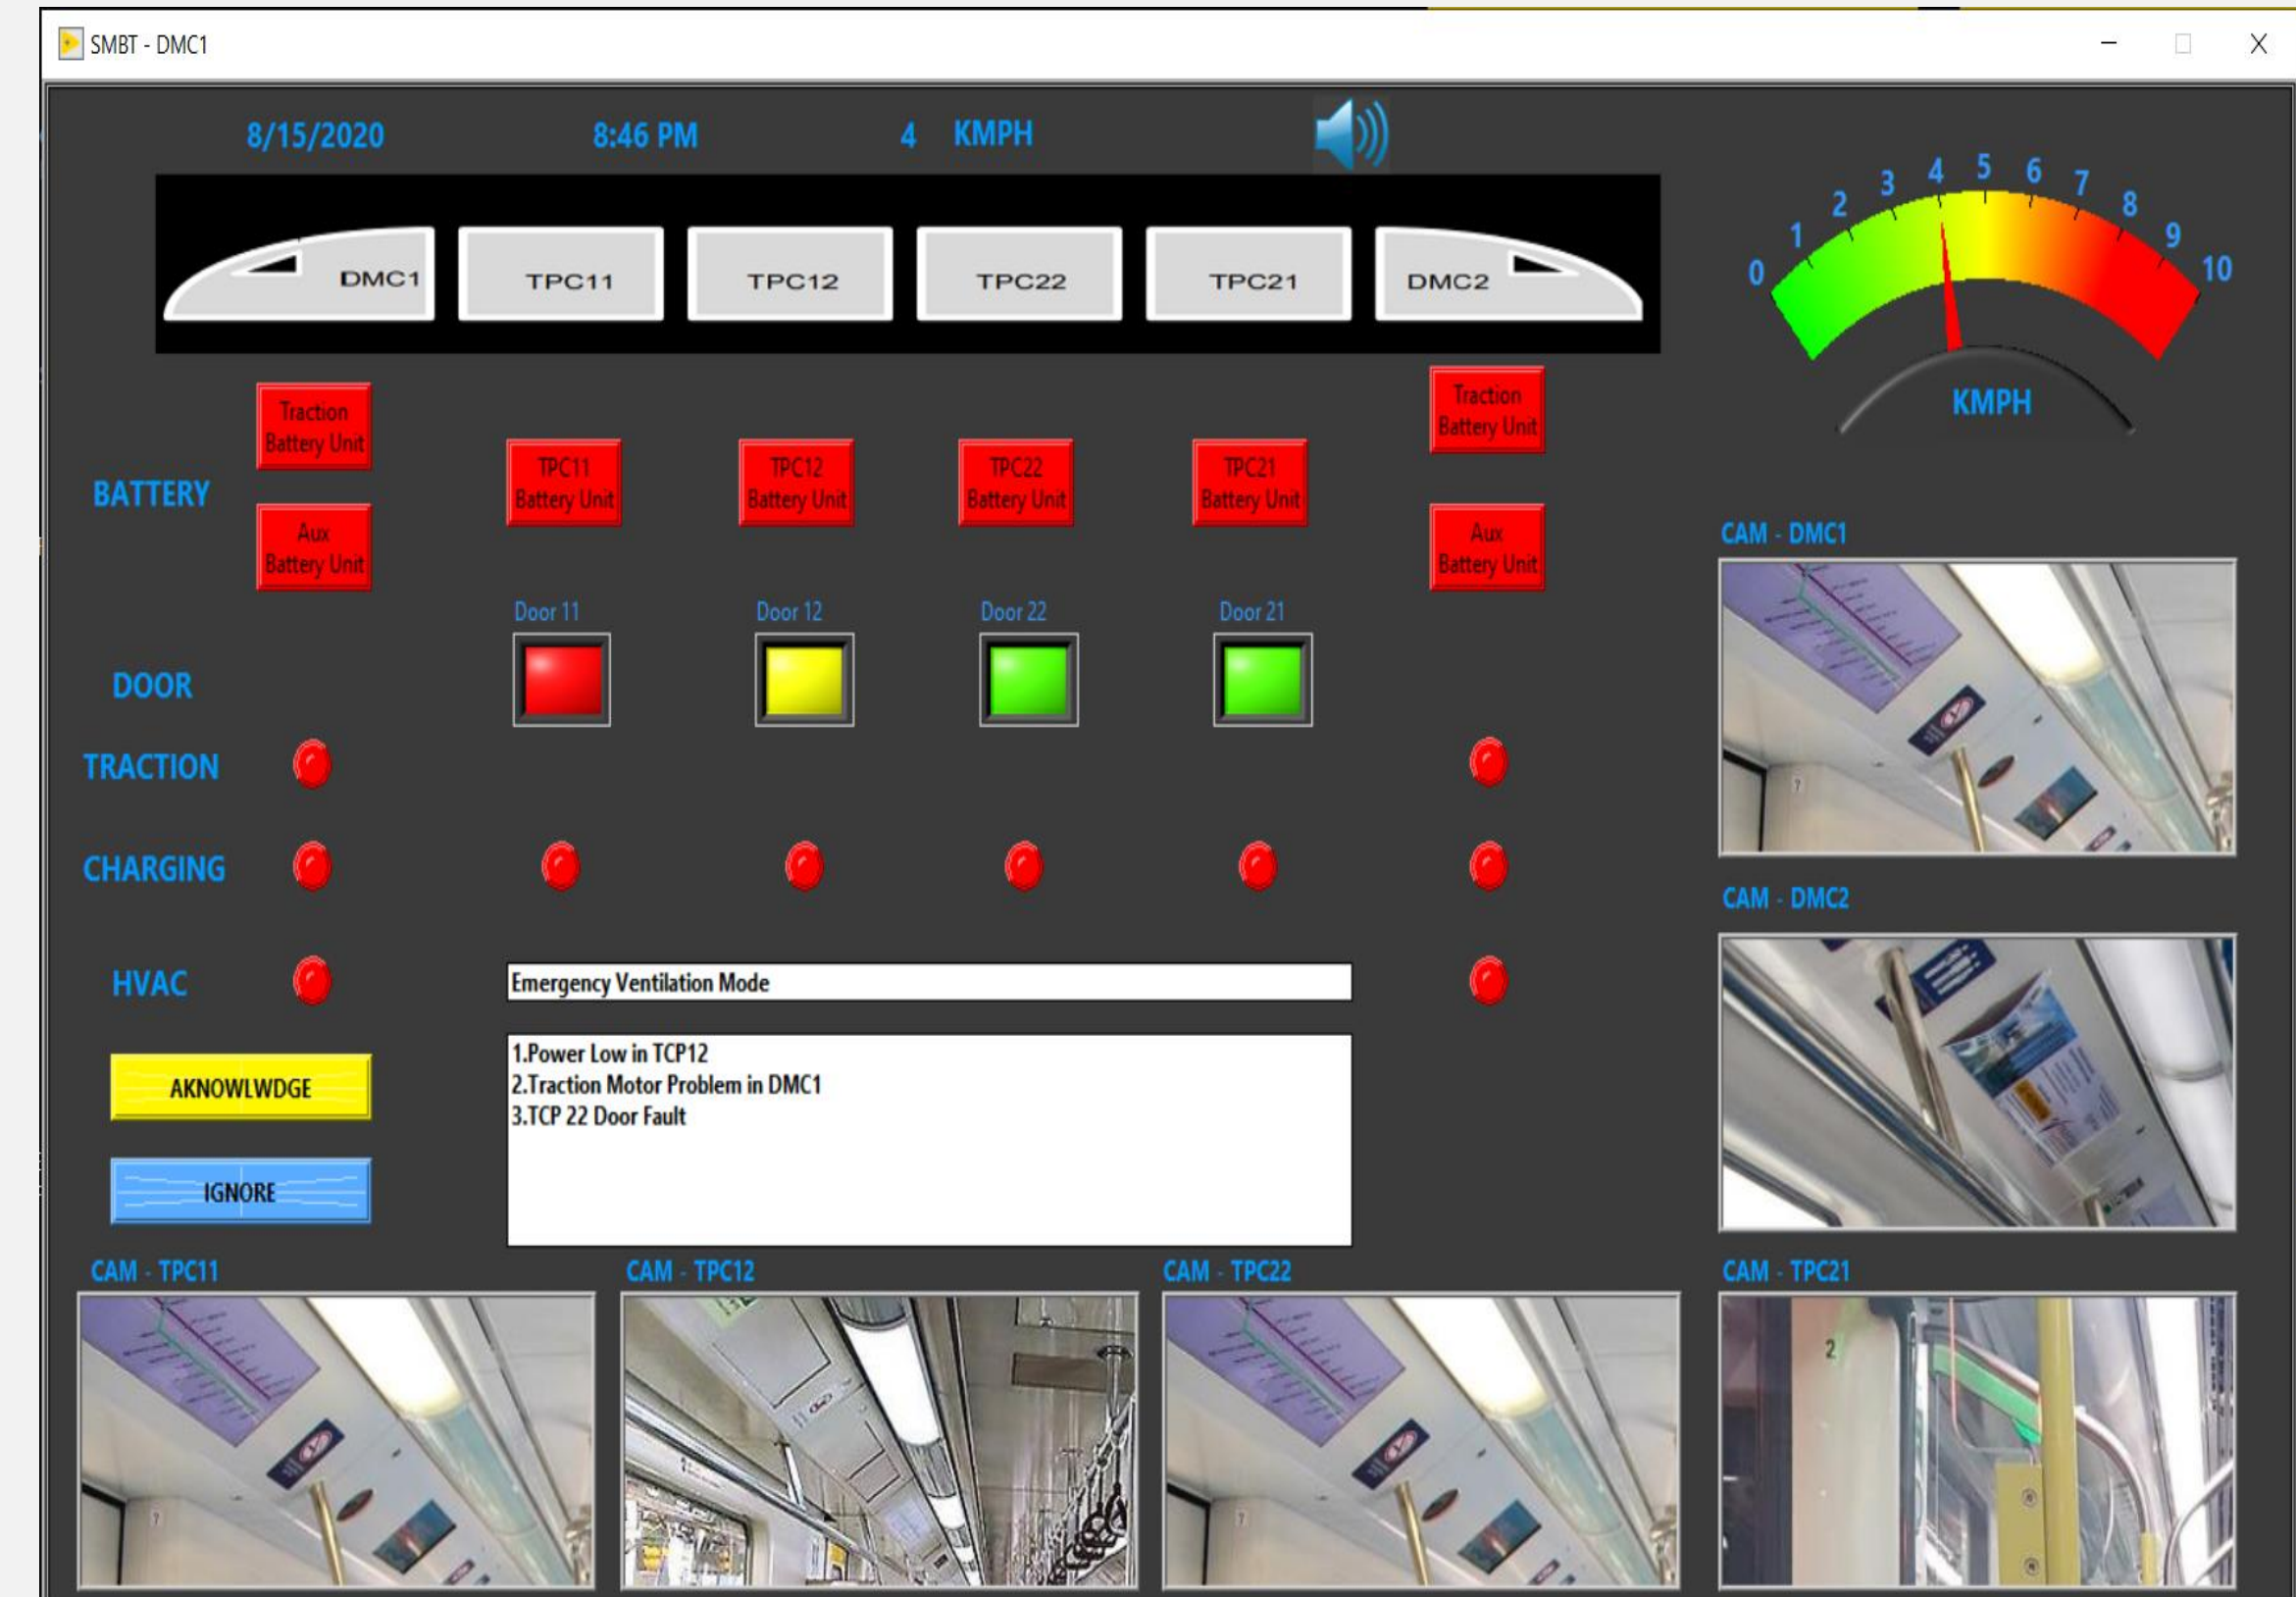 SMBT - DMC1
8/15/2020 8:46 PM 4 KMPH
0 1 2 3 4 5 6 7 8 9 10
KMPH
DMC1 TPC11 TPC12 TPC22 TPC21 DMC2
BATTERY
Traction
Battery Unit
Aux
Battery Unit
TPC11
Battery Unit
TPC12
Battery Unit
TPC22
Battery Unit
TPC21
Battery Unit
Traction
Battery Unit
Aux
Battery Unit
Door 11 Door 12 Door 22 Door 21
DOOR
TRACTION
CHARGING
HVAC
Emergency Ventilation Mode
1.Power Low in TCP12
2.Traction Motor Problem in DMC1
3.TCP 22 Door Fault
AKNOWLWDGE
IGNORE
CAM - DMC1
CAM - DMC2
CAM - TPC11 CAM - TPC12 CAM - TPC22 CAM - TPC21
2